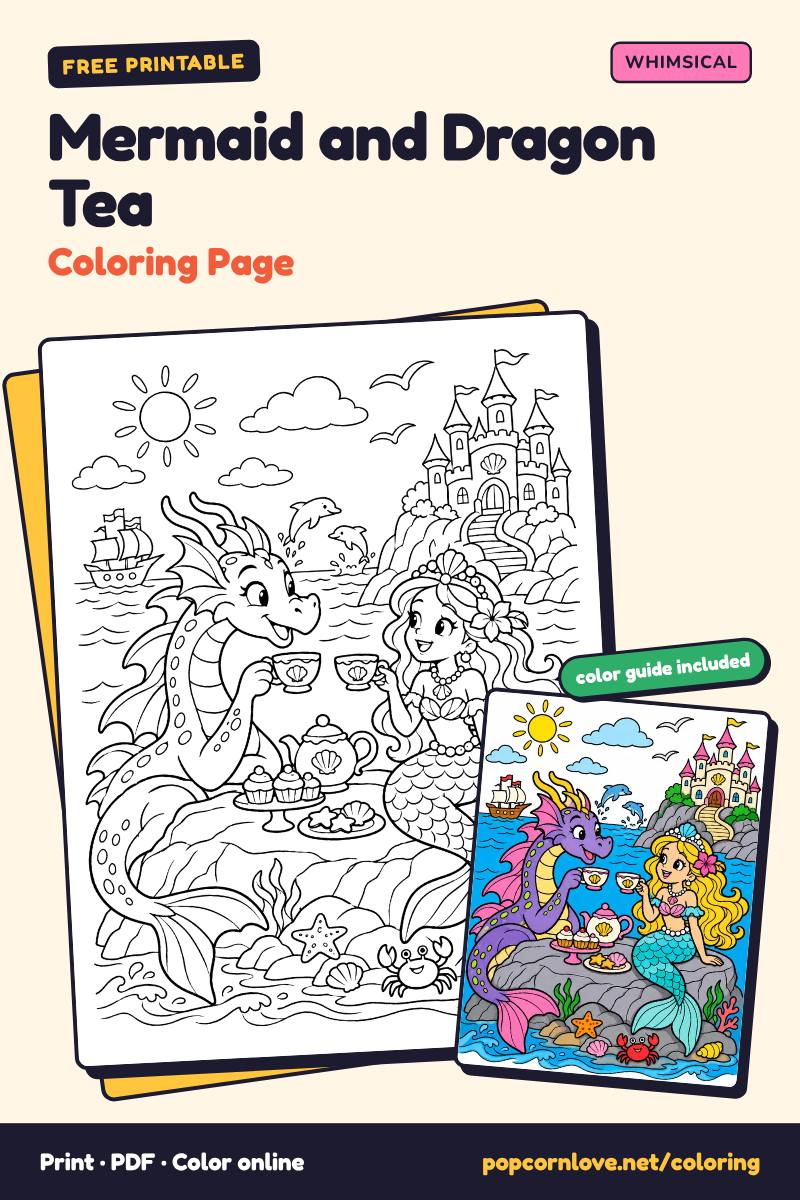 FREE PRINTABLE
WHIMSICAL
Mermaid and Dragon
Tea
Coloring Page
color guide included
Print · PDF · Color online
popcornlove.net/coloring